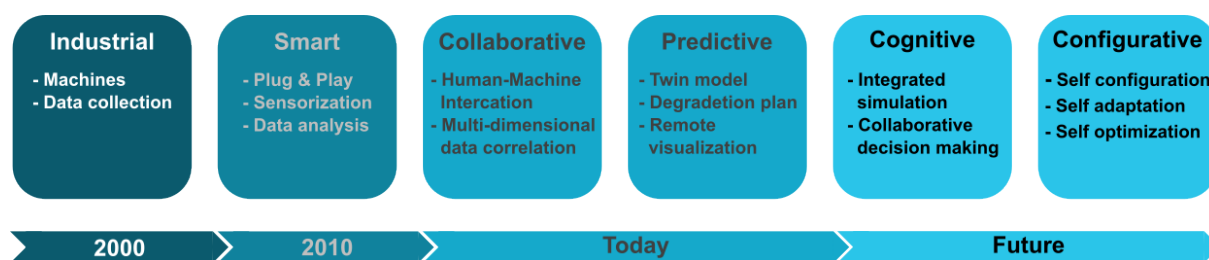 Industrial
- Machines
- Data collection
Smart
- Plug & Play
- Sensorization
- Data analysis
Collaborative
- Human-Machine
Intercation
- Multi-dimensional
data correlation
Predictive
- Twin model
- Degradetion plan
- Remote
visualization
Cognitive
- Integrated
simulation
- Collaborative
decision making
Configurative
- Self configuration
- Self adaptation
- Self optimization
2000
2010
Today
Future